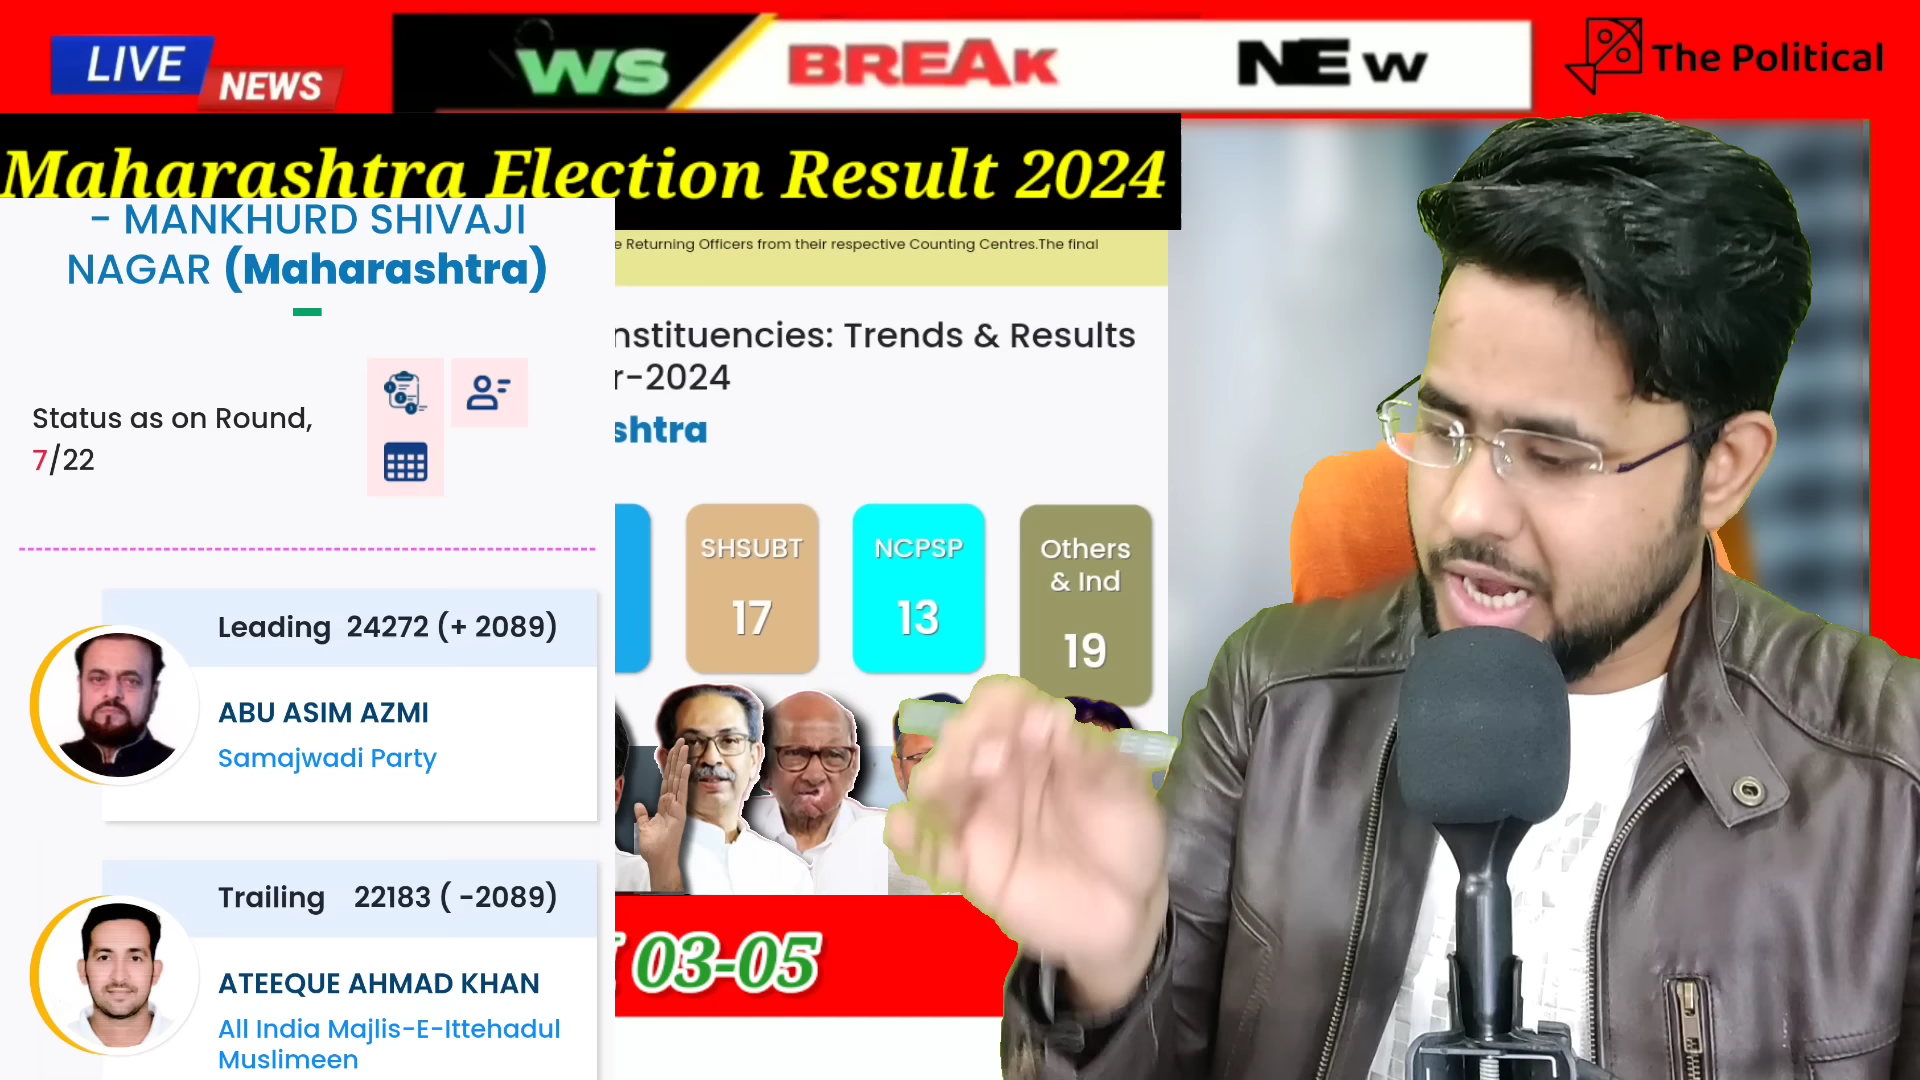 LIVE
NEWS
WS
BREAK
NEW
The Political
Maharashtra Election Result 2024
- MANKHURD SHIVAJI
NAGAR (Maharashtra)
Returning Officers from their respective Counting Centres.The final
nstituencies: Trends & Results
r-2024
shtra
Status as on Round,
7/22
SHSUBT
17
NCPSP
13
Others
& Ind
19
Leading 24272 (+ 2089)
ABU ASIM AZMI
Samajwadi Party
Trailing 22183 ( -2089)
ATEEQUE AHMAD KHAN
All India Majlis-E-Ittehadul
Muslimeen
03-05